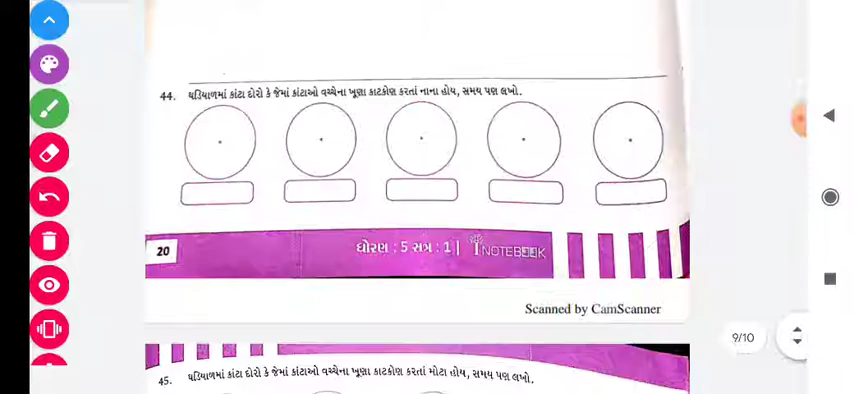 44. ઘડિયાળમાં કાંટા દોરો કે જેમાં કાંટાઓ વચ્ચેના ખૂણા કાટકોણ કરતાં નાના હોય, સમય પણ લખો.
20
ધોરણ : 5 સત્ર : 1 | iNOTEBOOK
Scanned by CamScanner
9/10
45. ઘડિયાળમાં કાંટા દોરો કે જેમાં કાંટાઓ વચ્ચેના ખૂણા કાટકોણ કરતાં મોટા હોય, સમય પણ લખો.